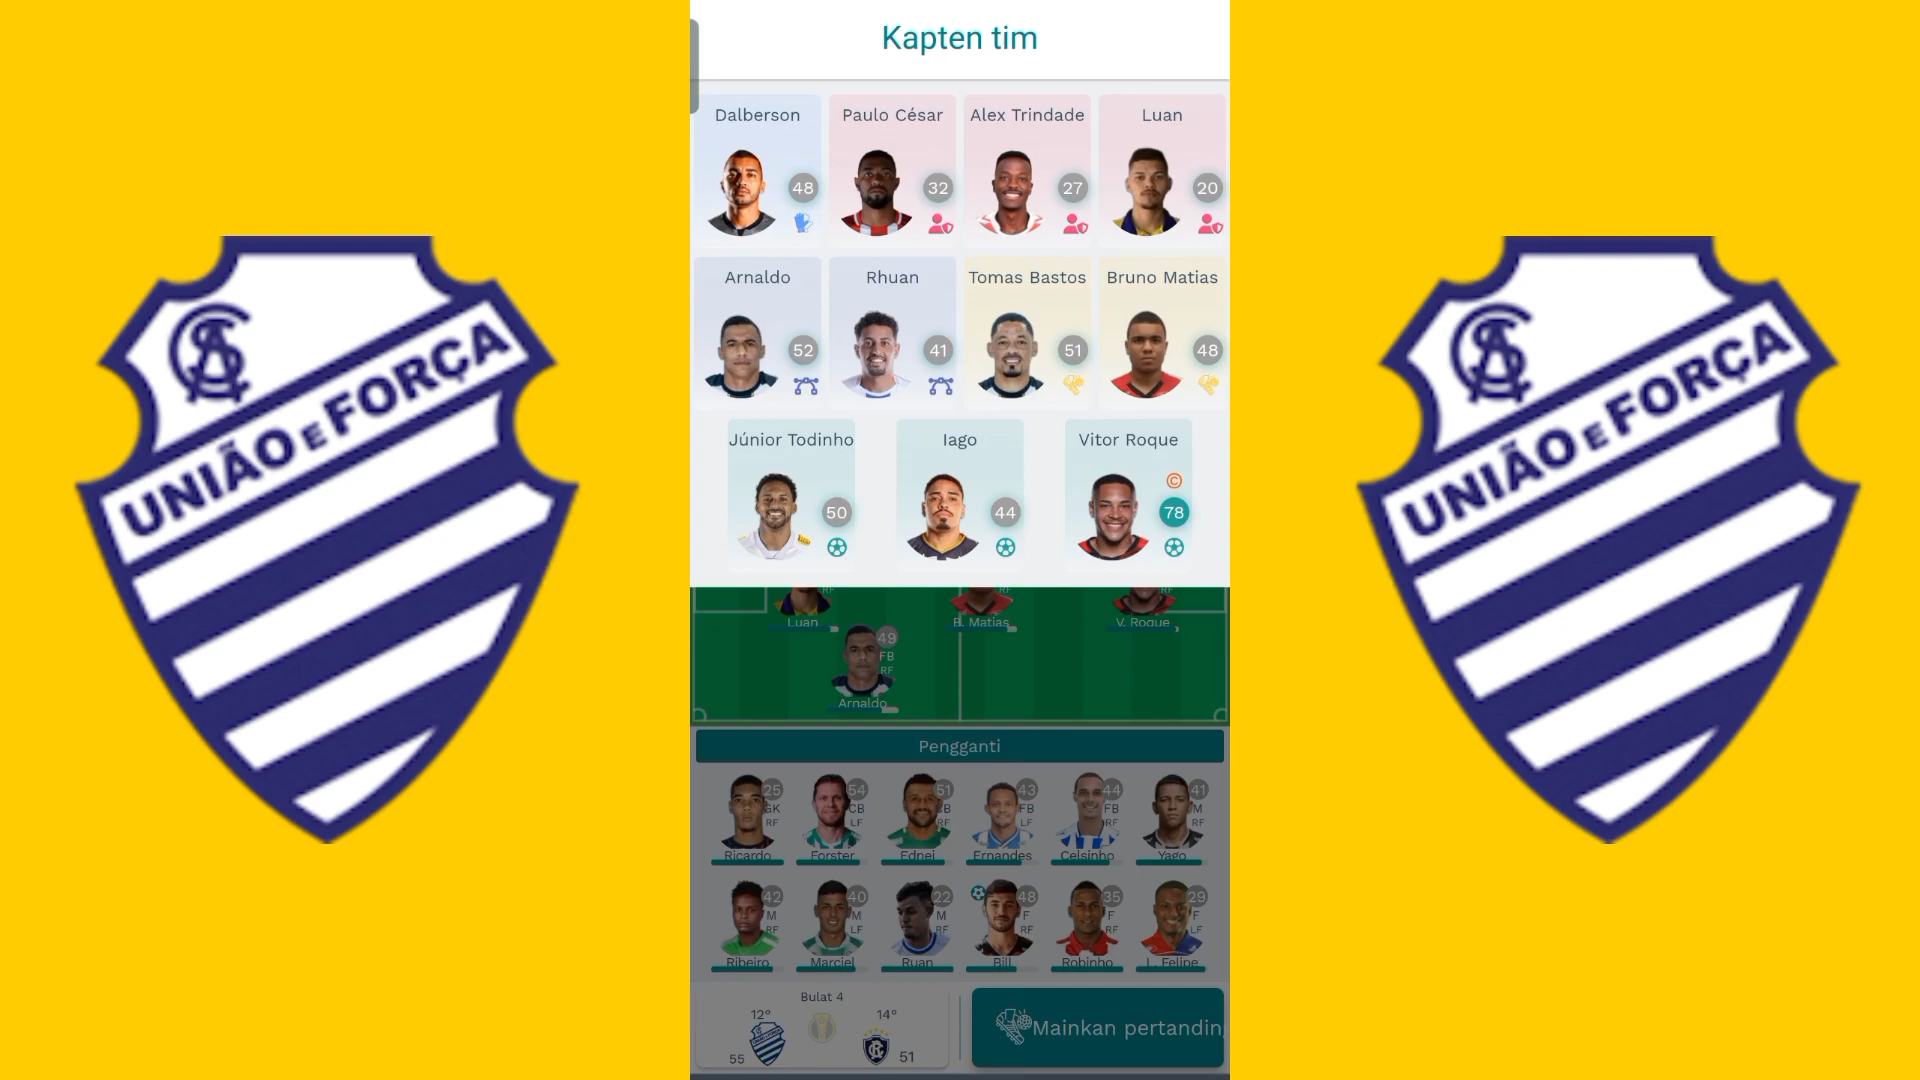 Kapten tim
Dalberson
Paulo César
Alex Trindade
Luan
48
32
27
20
Arnaldo
Rhuan
Tomas Bastos
Bruno Matias
52
41
51
48
Júnior Todinho
Iago
Vitor Roque
©
50
44
78
UNIÃO E FORÇA
UNIÃO E FORÇA
RF
RF
RF
Luan
B. Matias
V. Roque
49
FB
RF
Arnaldo
Pengganti
25
GK
RF
Ricardo
54
CB
LF
Forster
51
CB
LF
Ednei
43
FB
LF
Ernandes
44
FB
RF
Celsinho
41
M
RF
Yago
42
M
RF
Ribeiro
40
M
LF
Marciel
22
M
RF
Ruan
48
F
RF
Bill
35
F
RF
Robinho
29
F
LF
L. Felipe
Bulat 4
12°
14°
55
51
Mainkan pertandin